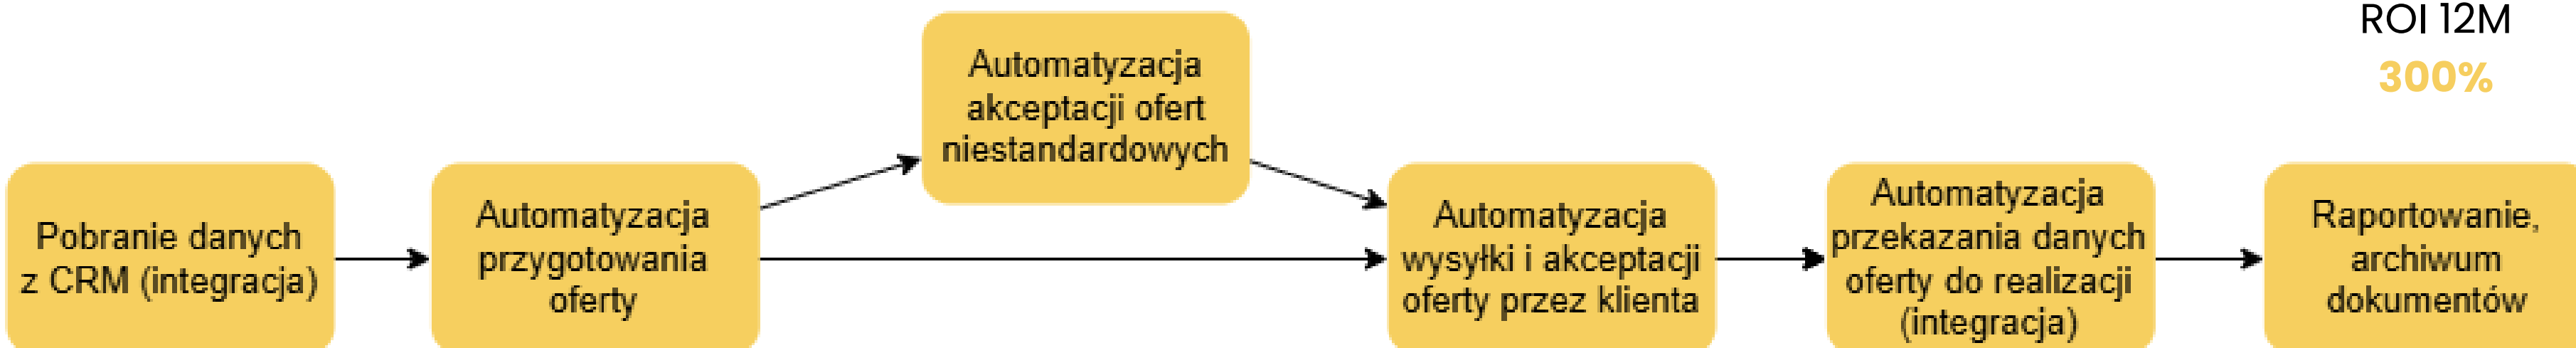 Pobranie danych
z CRM (integracja)
Automatyzacja
przygotowania
oferty
Automatyzacja
akceptacji ofert
niestandardowych
Automatyzacja
wysyłki i akceptacji
oferty przez klienta
Automatyzacja
przekazania danych
oferty do realizacji
(integracja)
Raportowanie,
archiwum
dokumentów
ROI 12M
300%